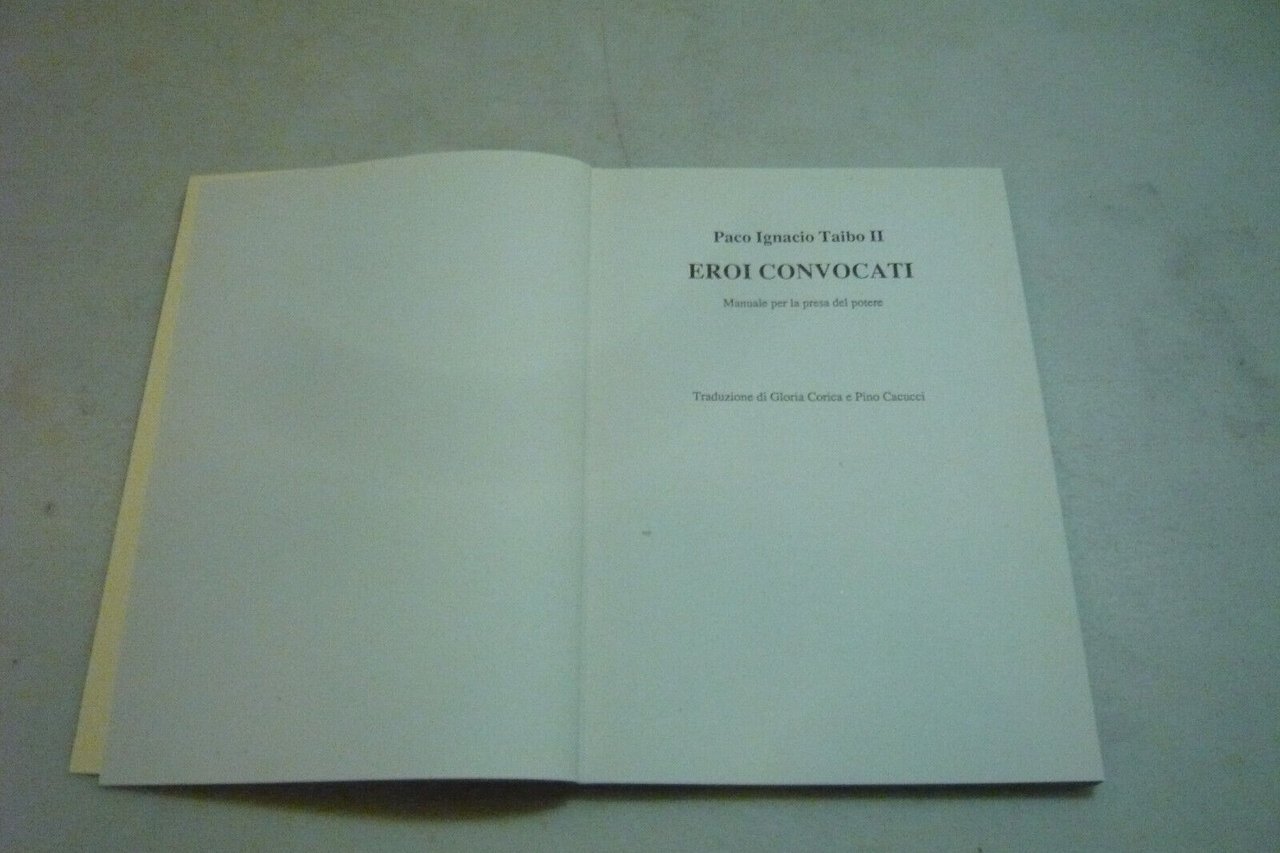 Paco Ignacio Taibo II
EROI CONVOCATI
Manuale per la presa del potere
Traduzione di Gloria Corica e Pino Cacucci